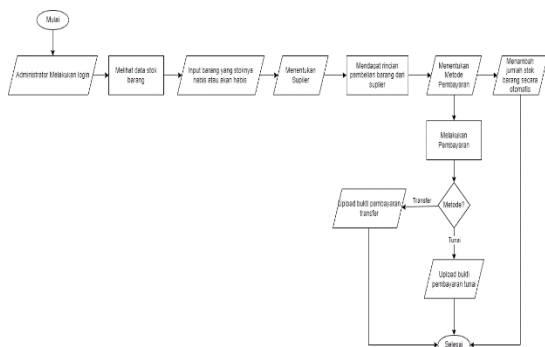 Mulai
Administrator Melakukan login
Melihat data stok
barang
Input barang yang stoknya
habis atau akan habis
Menentukan
Suplier
Mendapat rincian
pembelian barang dari
suplier
Menentukan
Metode
Pembayaran
Menambah
jumlah stok
barang secara
otomatis
Melakukan
Pembayaran
Metode?
Transfer
Upload bukti pembayaran
transfer
Tunai
Upload bukti
pembayaran tunai
Selesai